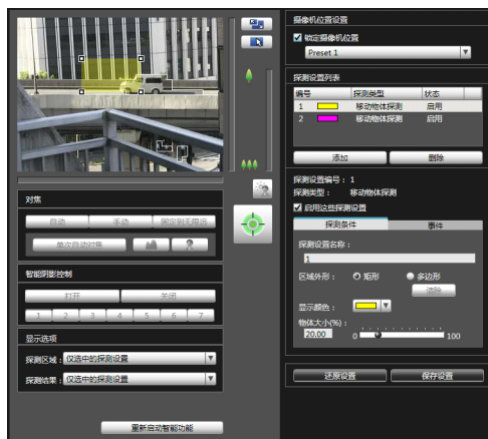 对焦
自动 手动 固定到无限远
单次自动对焦
智能阴影控制
打开 关闭
1 2 3 4 5 6 7
显示选项
探测区域： 仅选中的探测设置
探测结果： 仅选中的探测设置
重新启动智能功能
摄像机位置设置
锁定摄像机位置
Preset 1
探测设置列表
编号 探测类型 状态
1 移动物体探测 启用
2 移动物体探测 启用
添加 删除
探测设置编号： 1
探测类型： 移动物体探测
启用这些探测设置
探测条件 事件
探测设置名称：
1
区域外形： 矩形 多边形
清除
显示颜色：
物体大小(%)：
20.00 0 100
还原设置 保存设置